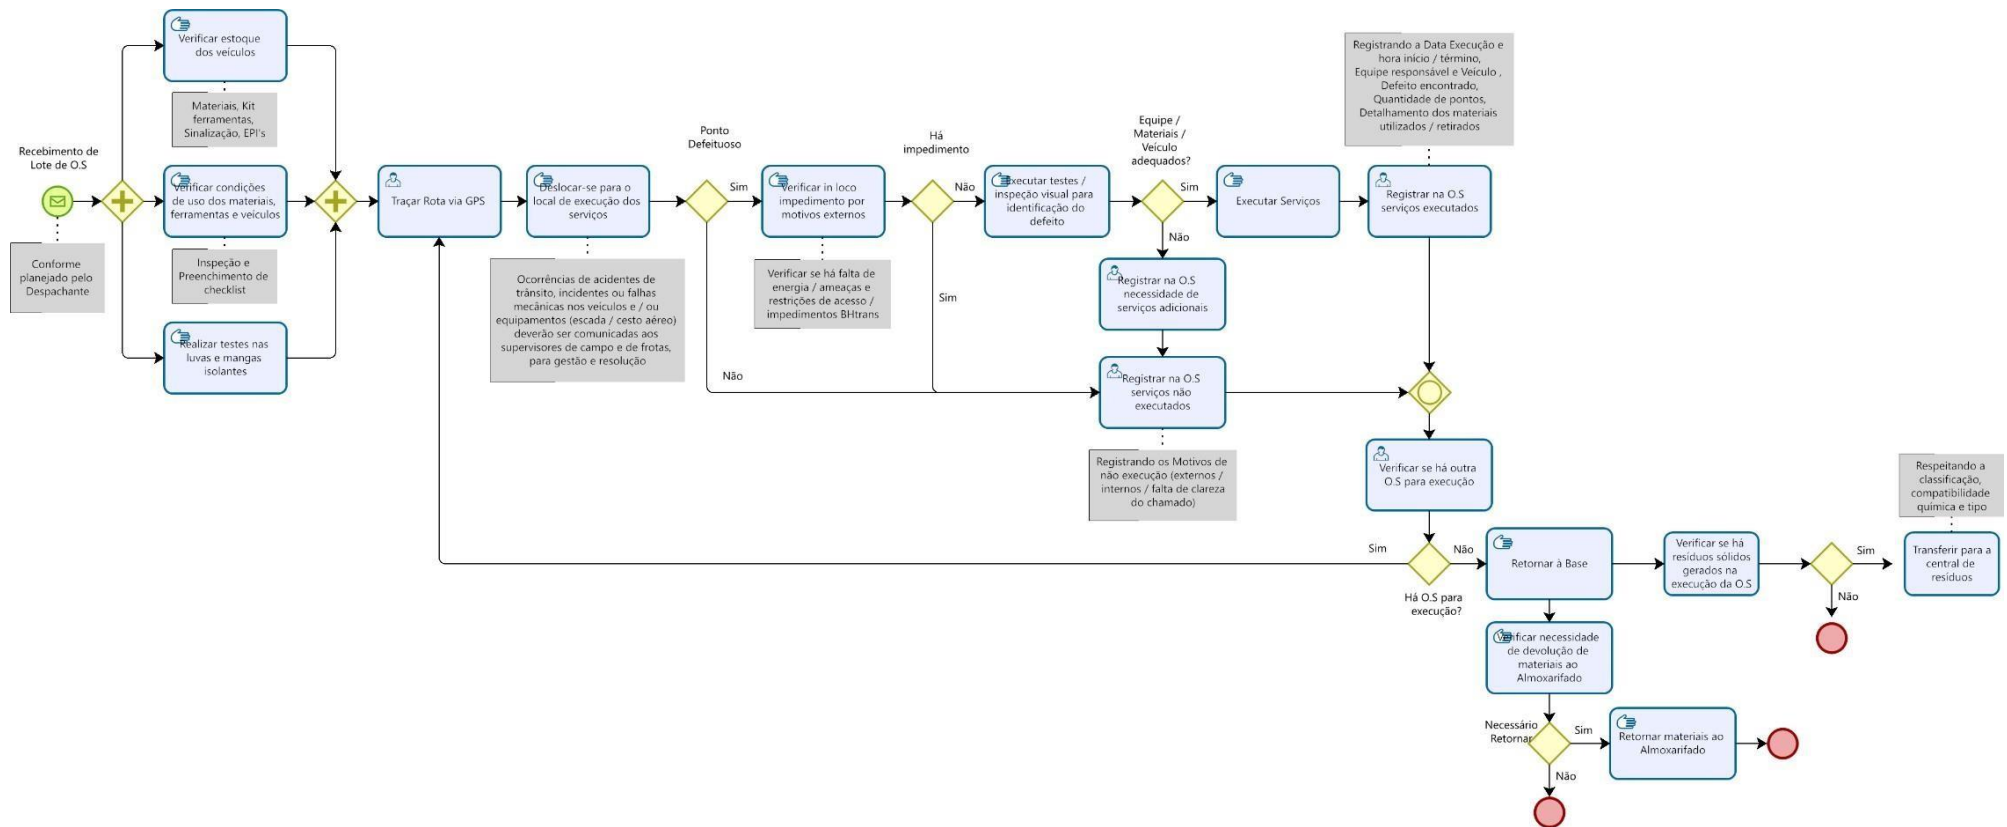 Verificar estoque
dos veículos
Materiais, Kit
ferramentas,
Sinalização, EPI's
Recebimento de
Lote de O.S
Conforme
planejado pelo
Despachante
Verificar condições
de uso dos materiais,
ferramentas e veículos
Inspeção e
Preenchimento de
checklist
Realizar testes nas
luvas e mangas
isolantes
Traçar Rota via GPS
Deslocar-se para o
local de execução dos
serviços
Ocorrências de acidentes de
trânsito, incidentes ou falhas
mecânicas nos veículos e / ou
equipamentos (escada / cesto aéreo)
deverão ser comunicadas aos
supervisores de campo e de frotas,
para gestão e resolução
Ponto
Defeituoso
Sim
Não
Verificar in loco
impedimento por
motivos externos
Verificar se há falta de
energia / ameaças e
restrições de acesso /
impedimentos BHtrans
Há
impedimento
Não
Sim
Executar testes /
inspeção visual para
identificação do
defeito
Equipe /
Materiais /
Veículo
adequados?
Sim
Não
Executar Serviços
Registrando a Data Execução e
hora início / término,
Equipe responsável e Veículo ,
Defeito encontrado,
Quantidade de pontos,
Detalhamento dos materiais
utilizados / retirados
Registrar na O.S
serviços executados
Registrar na O.S
necessidade de
serviços adicionais
Registrar na O.S
serviços não
executados
Registrando os Motivos de
não execução (externos /
internos / falta de clareza
do chamado)
Verificar se há outra
O.S para execução
Sim
Não
Há O.S para
execução?
Retornar à Base
Verificar se há
resíduos sólidos
gerados na
execução da O.S
Sim
Não
Respeitando a
classificação,
compatibilidade
química e tipo
Transferir para a
central de
resíduos
Verificar necessidade
de devolução de
materiais ao
Almoxarifado
Necessário
Retornar
Sim
Não
Retornar materiais ao
Almoxarifado